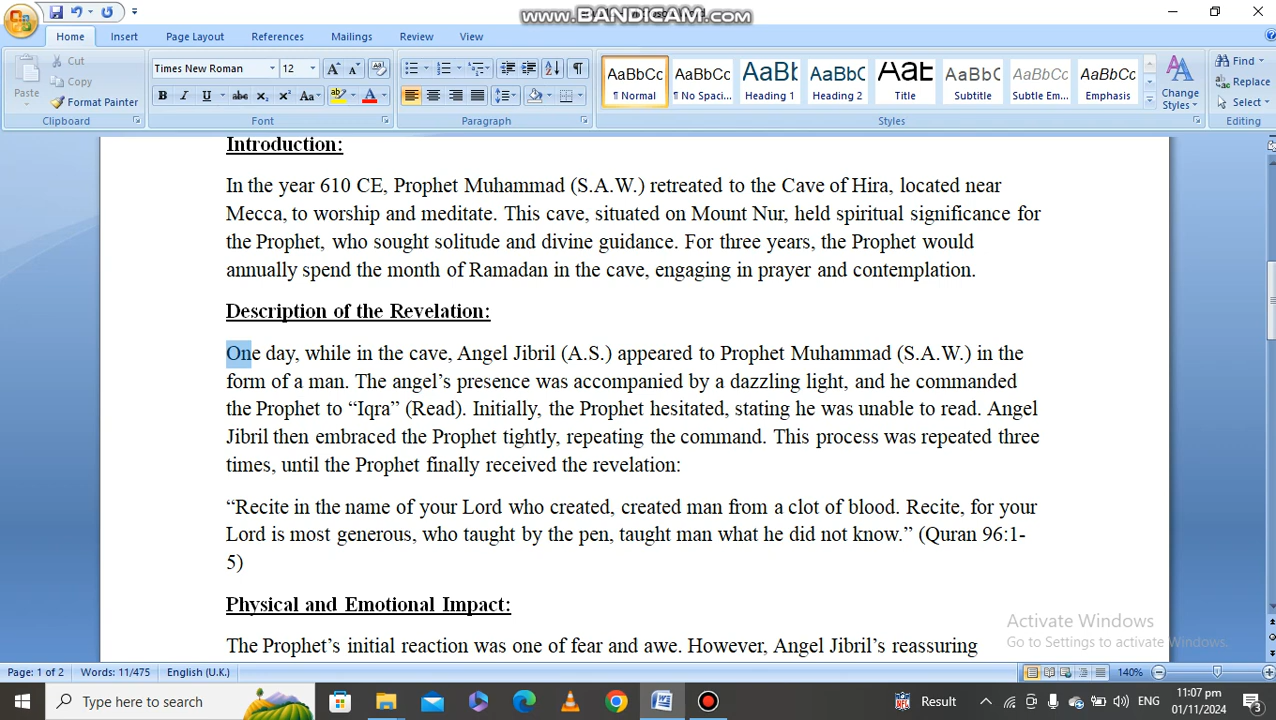 www.BANDICAM.com
Home Insert Page Layout References Mailings Review View
Cut
Copy
Paste
Format Painter
Clipboard
Times New Roman 12
Font
Paragraph
AaBbCc AaBbCc AaBbC AaBbC AaB AaBbCc AaBbCc AaBbCc
¶ Normal ¶ No Spaci... Heading 1 Heading 2 Title Subtitle Subtle Em... Emphasis
Change Styles
Styles
Find
Replace
Select
Editing
Introduction:
In the year 610 CE, Prophet Muhammad (S.A.W.) retreated to the Cave of Hira, located near
Mecca, to worship and meditate. This cave, situated on Mount Nur, held spiritual significance for
the Prophet, who sought solitude and divine guidance. For three years, the Prophet would
annually spend the month of Ramadan in the cave, engaging in prayer and contemplation.
Description of the Revelation:
One day, while in the cave, Angel Jibril (A.S.) appeared to Prophet Muhammad (S.A.W.) in the
form of a man. The angel’s presence was accompanied by a dazzling light, and he commanded
the Prophet to “Iqra” (Read). Initially, the Prophet hesitated, stating he was unable to read. Angel
Jibril then embraced the Prophet tightly, repeating the command. This process was repeated three
times, until the Prophet finally received the revelation:
“Recite in the name of your Lord who created, created man from a clot of blood. Recite, for your
Lord is most generous, who taught by the pen, taught man what he did not know.” (Quran 96:1-
5)
Physical and Emotional Impact:
The Prophet’s initial reaction was one of fear and awe. However, Angel Jibril’s reassuring
Activate Windows
Go to Settings to activate Windows.
Page: 1 of 2 Words: 11/475 English (U.K.) 140%
Type here to search
Result ENG 11:07 pm
01/11/2024 3